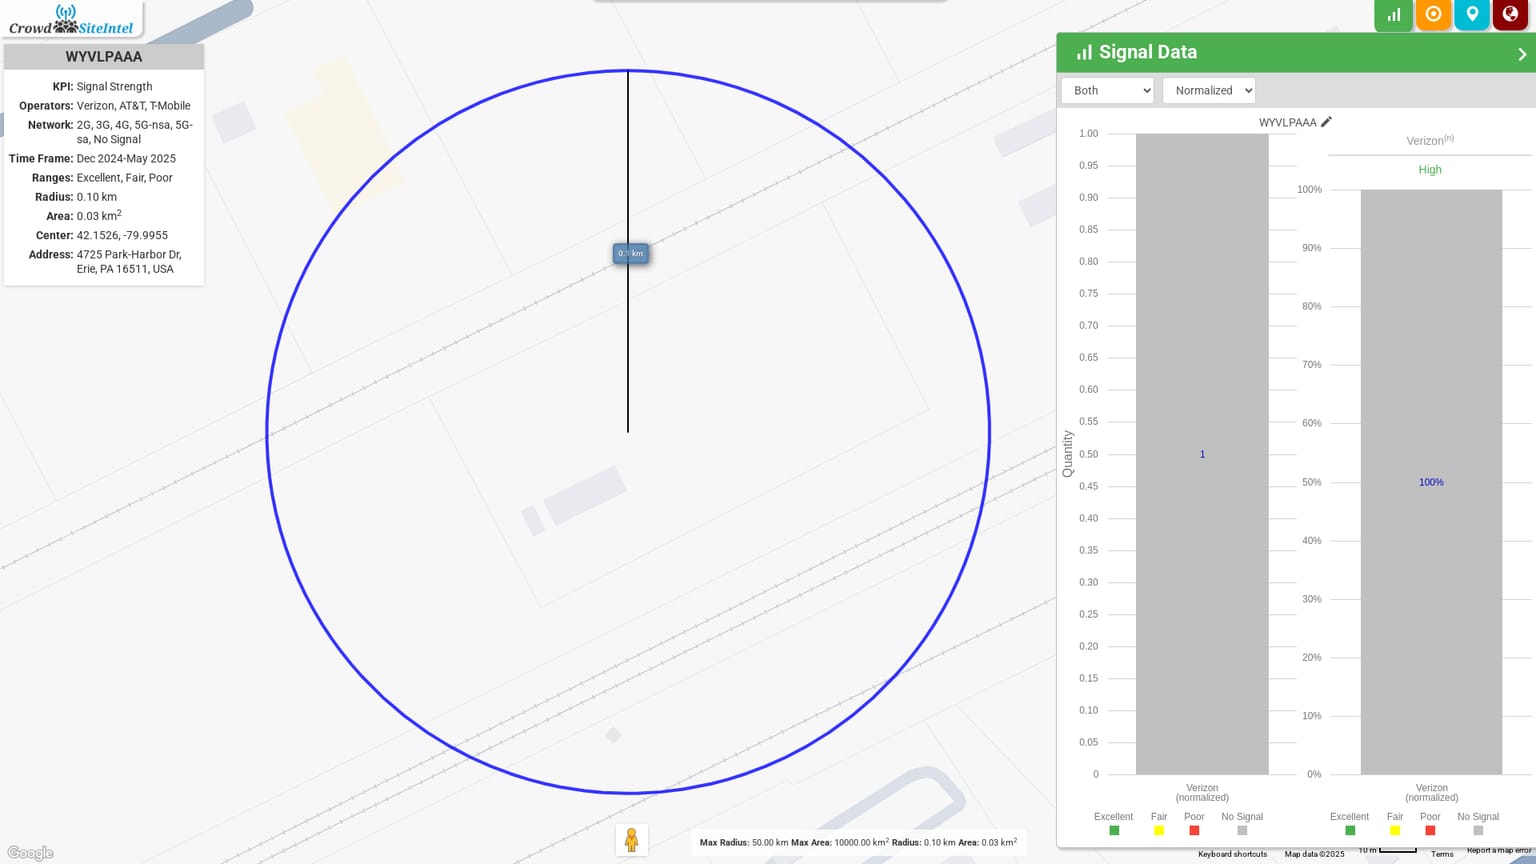 Crowd SiteIntel
WYVLPAAA
KPI: Signal Strength
Operators: Verizon, AT&T, T-Mobile
Network: 2G, 3G, 4G, 5G-nsa, 5G-
sa, No Signal
Time Frame: Dec 2024-May 2025
Ranges: Excellent, Fair, Poor
Radius: 0.10 km
Area: 0.03 km²
Center: 42.1526, -79.9955
Address: 4725 Park-Harbor Dr,
Erie, PA 16511, USA
0.1 km
Signal Data
Both
Normalized
WYVLPAAA
Quantity
1.00
0.95
0.90
0.85
0.80
0.75
0.70
0.65
0.60
0.55
0.50
0.45
0.40
0.35
0.30
0.25
0.20
0.15
0.10
0.05
0
1
Verizon
(normalized)
Excellent
Fair
Poor
No Signal
Verizon(n)
High
100%
90%
80%
70%
60%
50%
40%
30%
20%
10%
0%
100%
Verizon
(normalized)
Excellent
Fair
Poor
No Signal
Max Radius: 50.00 km Max Area: 10000.00 km² Radius: 0.10 km Area: 0.03 km²
Google
Keyboard shortcuts
Map data ©2025
10 m
Terms
Report a map error